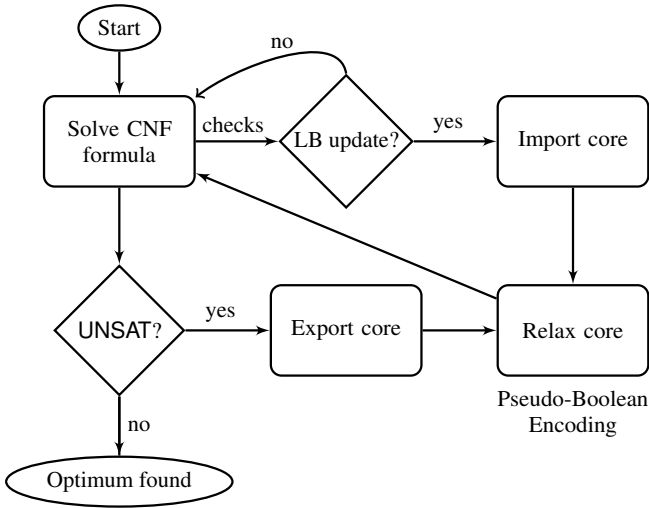 Start
no
Solve CNF
formula
checks
LB update?
yes
Import core
UNSAT?
yes
Export core
Relax core
Pseudo-Boolean
Encoding
no
Optimum found